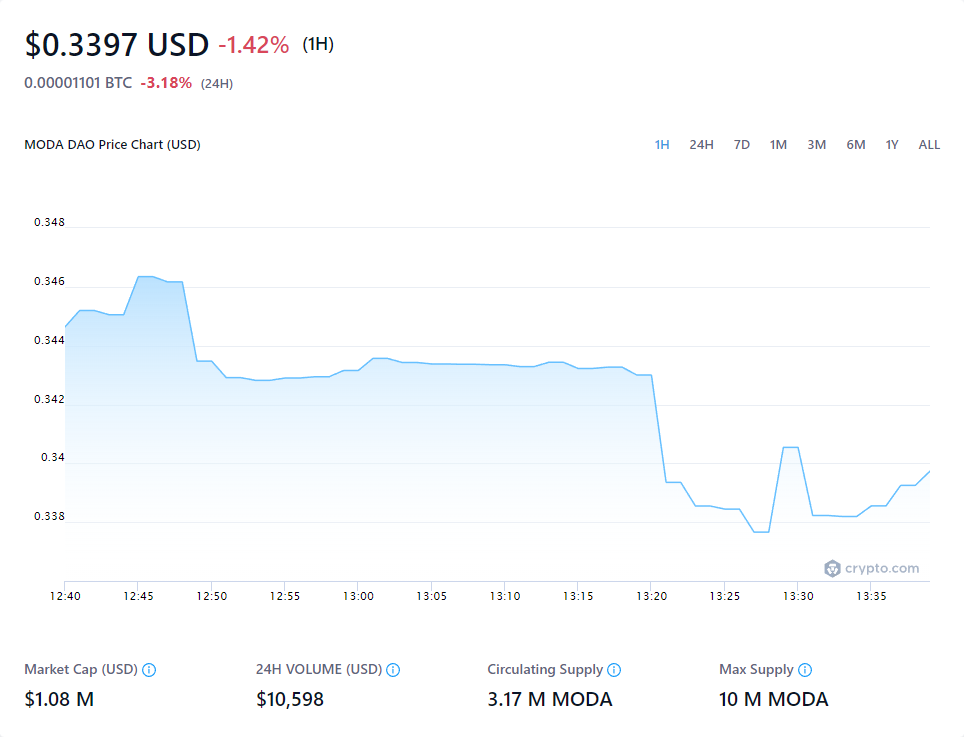 $0.3397 USD -1.42% (1H)
0.00001101 BTC -3.18% (24H)
MODA DAO Price Chart (USD) 1H 24H 7D 1M 3M 6M 1Y ALL
0.348
0.346
0.344
0.342
0.34
0.338
crypto.com
12:40 12:45 12:50 12:55 13:00 13:05 13:10 13:15 13:20 13:25 13:30 13:35
Market Cap (USD) 24H VOLUME (USD) Circulating Supply Max Supply
$1.08 M $10,598 3.17 M MODA 10 M MODA